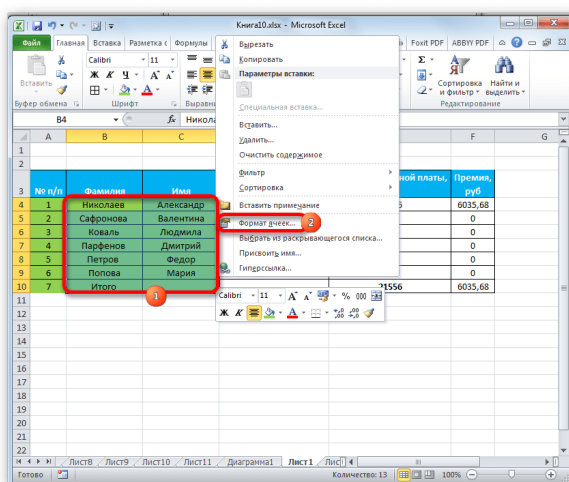 Книга10.xlsx - Microsoft Excel
Файл Главная Вставка Разметка с Формулы Foxit PDF ABBYY PDF
Вставить
Буфер обмена
Calibri 11
Ж К Ч А А
Шрифт
Выравн
Σ
Сортировка и фильтр
Найти и выделить
Редактирование
Вырезать
Копировать
Параметры вставки:
Специальная вставка...
Вставить...
Удалить...
Очистить содержимое
Фильтр
Сортировка
Вставить примечание
Формат ячеек... 2
Выбрать из раскрывающегося списка...
Присвоить имя...
Гиперссылка...
B4 fx Никола
A B C F G
1
2
3 № п/п Фамилия Имя ной платы, Премия, руб
4 1 Николаев Александр 6035,68
5 2 Сафронова Валентина 0
6 3 Коваль Людмила 0
7 4 Парфенов Дмитрий 0
8 5 Петров Федор 0
9 6 Попова Мария 0
10 7 Итого 21556 6035,68
1
Calibri 11 А А % 000
Ж К А
11
12
13
14
15
16
17
18
19
20
21
22
Лист8 Лист9 Лист10 Лист11 Диаграмма1 Лист1
Готово Количество: 13 100%